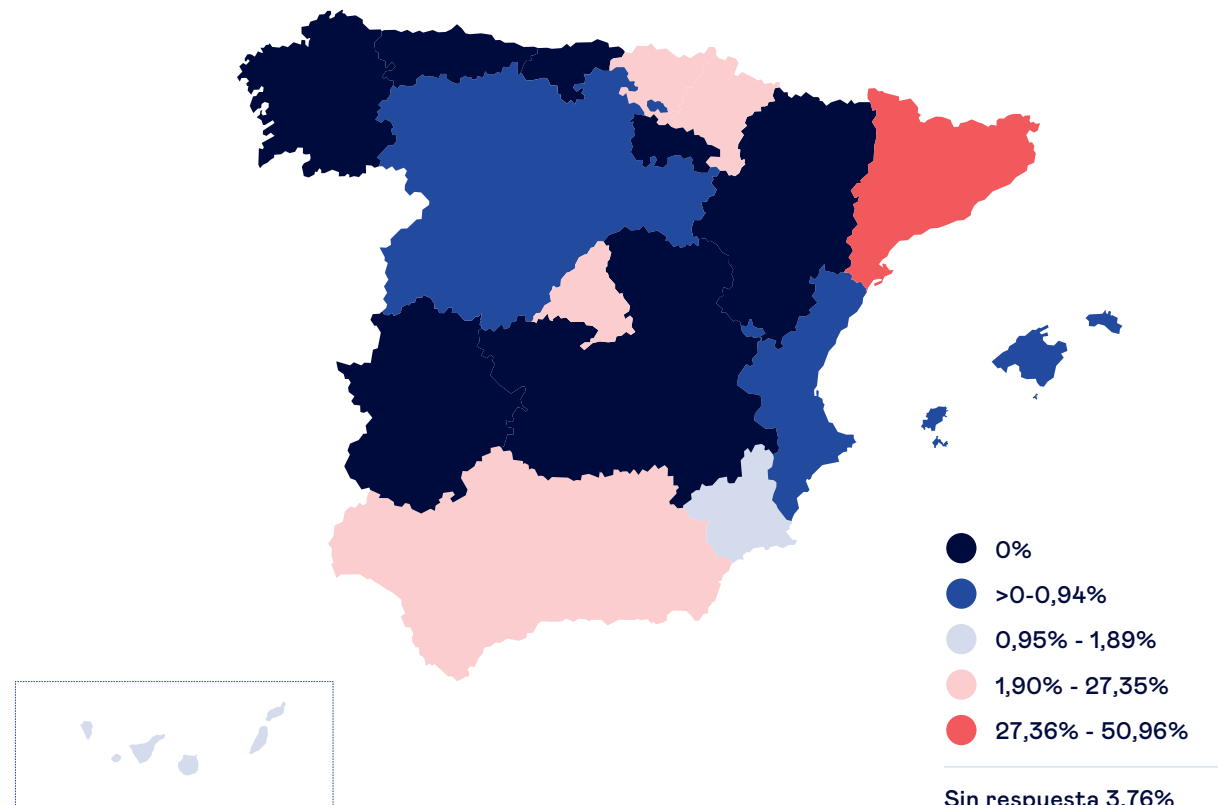 0%
>0-0,94%
0,95% - 1,89%
1,90% - 27,35%
27,36% - 50,96%
Sin respuesta 3,76%